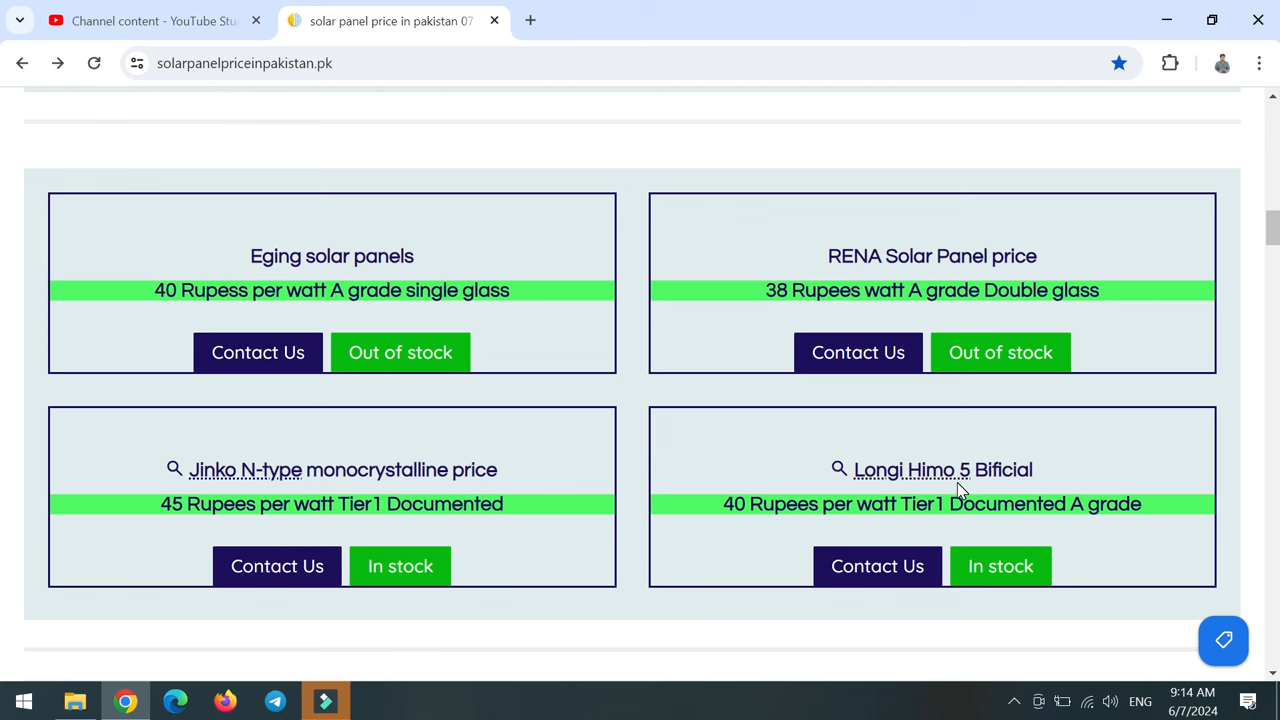 Channel content - YouTube Stu
solar panel price in pakistan 07
solarpanelpriceinpakistan.pk
Eging solar panels
40 Rupess per watt A grade single glass
Contact Us
Out of stock
RENA Solar Panel price
38 Rupees watt A grade Double glass
Contact Us
Out of stock
Jinko N-type monocrystalline price
45 Rupees per watt Tier1 Documented
Contact Us
In stock
Longi Himo 5 Bificial
40 Rupees per watt Tier1 Documented A grade
Contact Us
In stock
ENG
9:14 AM
6/7/2024